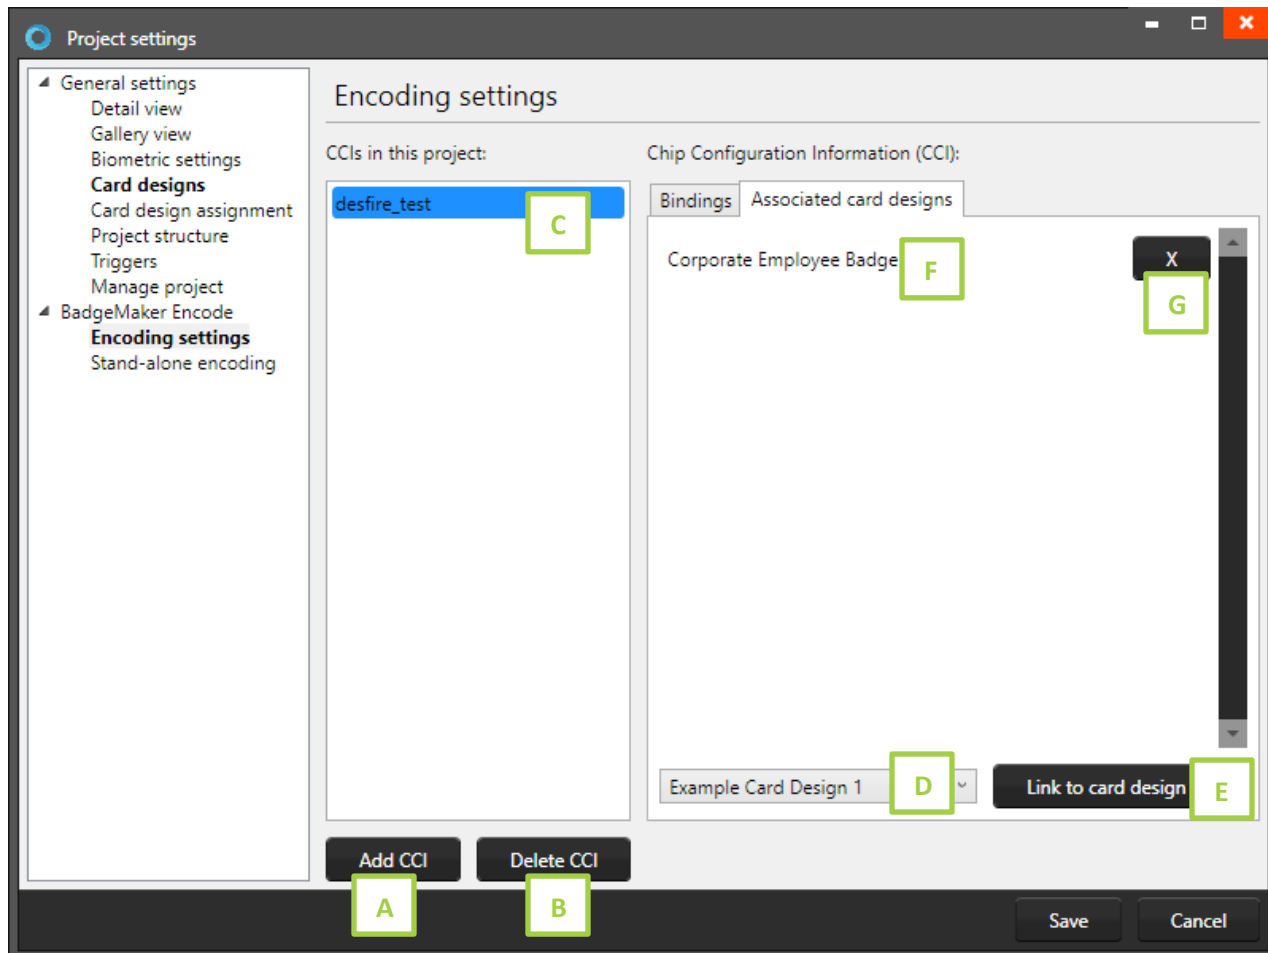 Project settings
General settings
Detail view
Gallery view
Biometric settings
Card designs
Card design assignment
Project structure
Triggers
Manage project
BadgeMaker Encode
Encoding settings
Stand-alone encoding
Encoding settings
CCIs in this project:
desfire_test
C
Add CCI
Delete CCI
A
B
Chip Configuration Information (CCI):
Bindings
Associated card designs
Corporate Employee Badge
F
X
G
Example Card Design 1
D
Link to card design
E
Save
Cancel